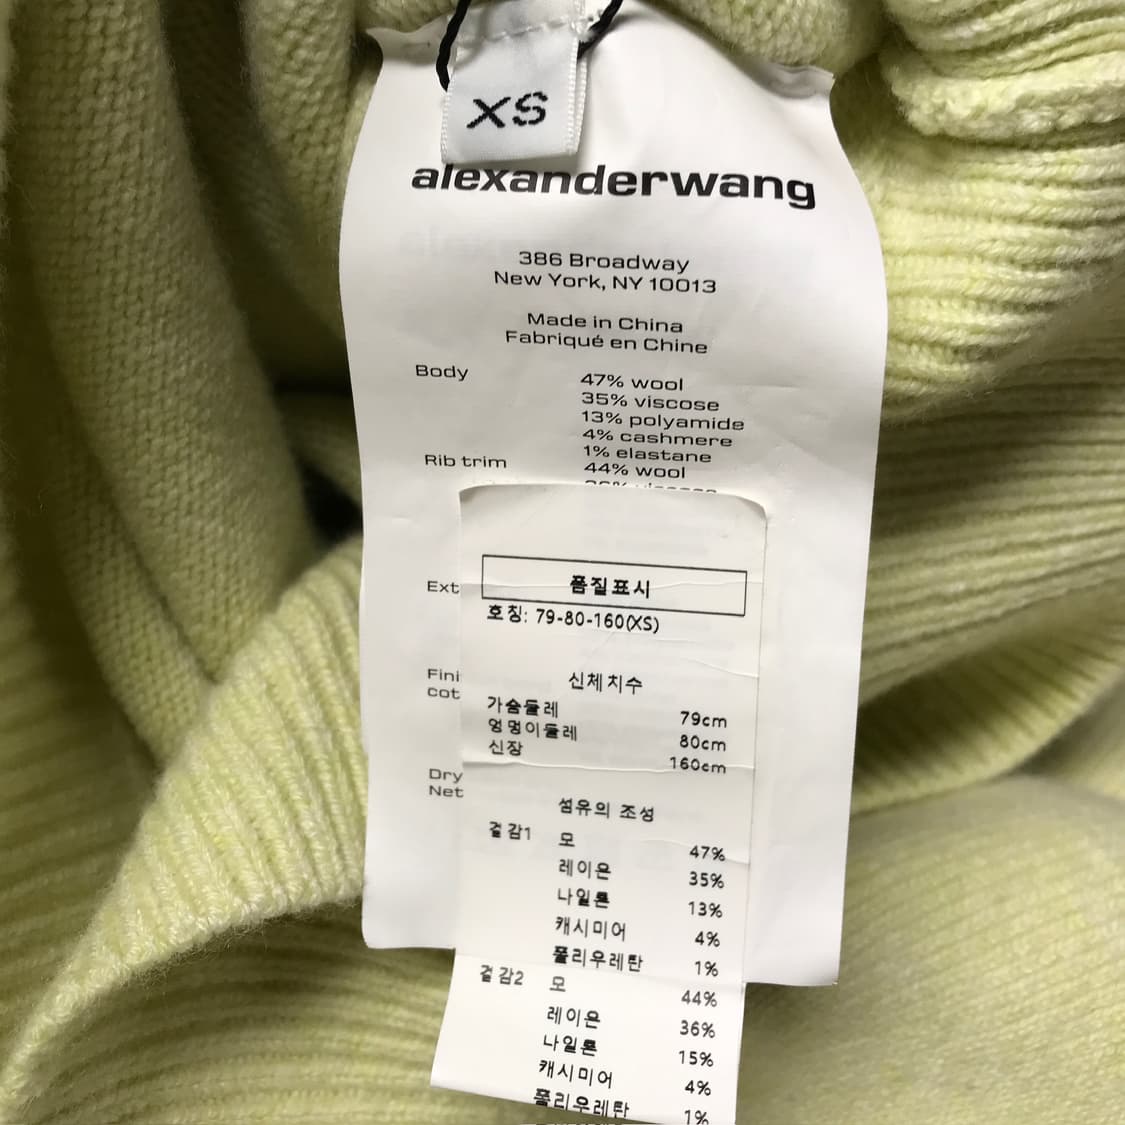 XS
alexanderwang
386 Broadway
New York, NY 10013
Made in China
Fabriqué en Chine
Body
47% wool
35% viscose
13% polyamide
4% cashmere
1% elastane
Rib trim
44% wool
Ext
Fini
cot
Dry
Net
품질표시
호칭: 79-80-160(XS)
신체치수
가슴둘레 79cm
엉덩이둘레 80cm
신장 160cm
섬유의 조성
겉감1 모 47%
레이온 35%
나일론 13%
캐시미어 4%
폴리우레탄 1%
겉감2 모 44%
레이온 36%
나일론 15%
캐시미어 4%
폴리우레탄 1%